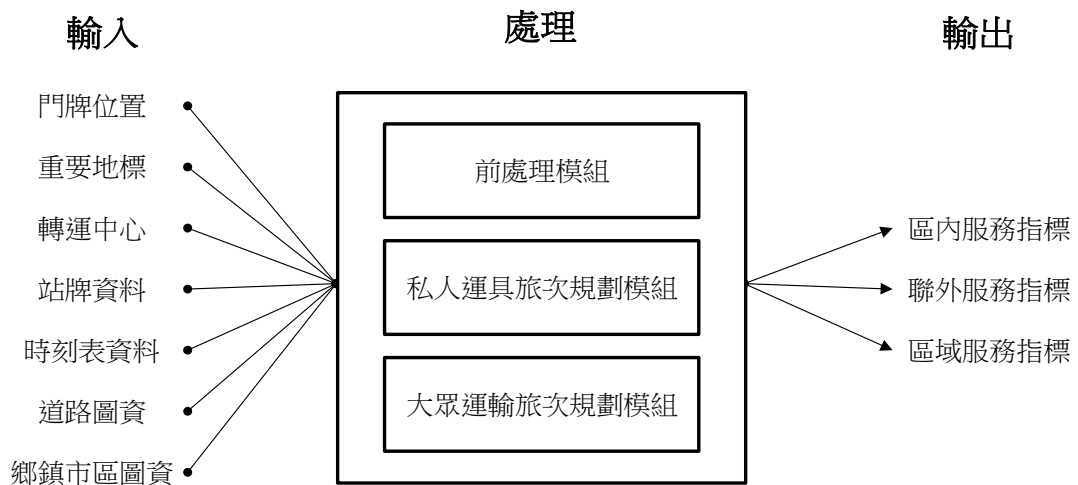 輸入
處理
輸出
門牌位置
重要地標
轉運中心
站牌資料
時刻表資料
道路圖資
鄉鎮市區圖資
前處理模組
私人運具旅次規劃模組
大眾運輸旅次規劃模組
區內服務指標
聯外服務指標
區域服務指標